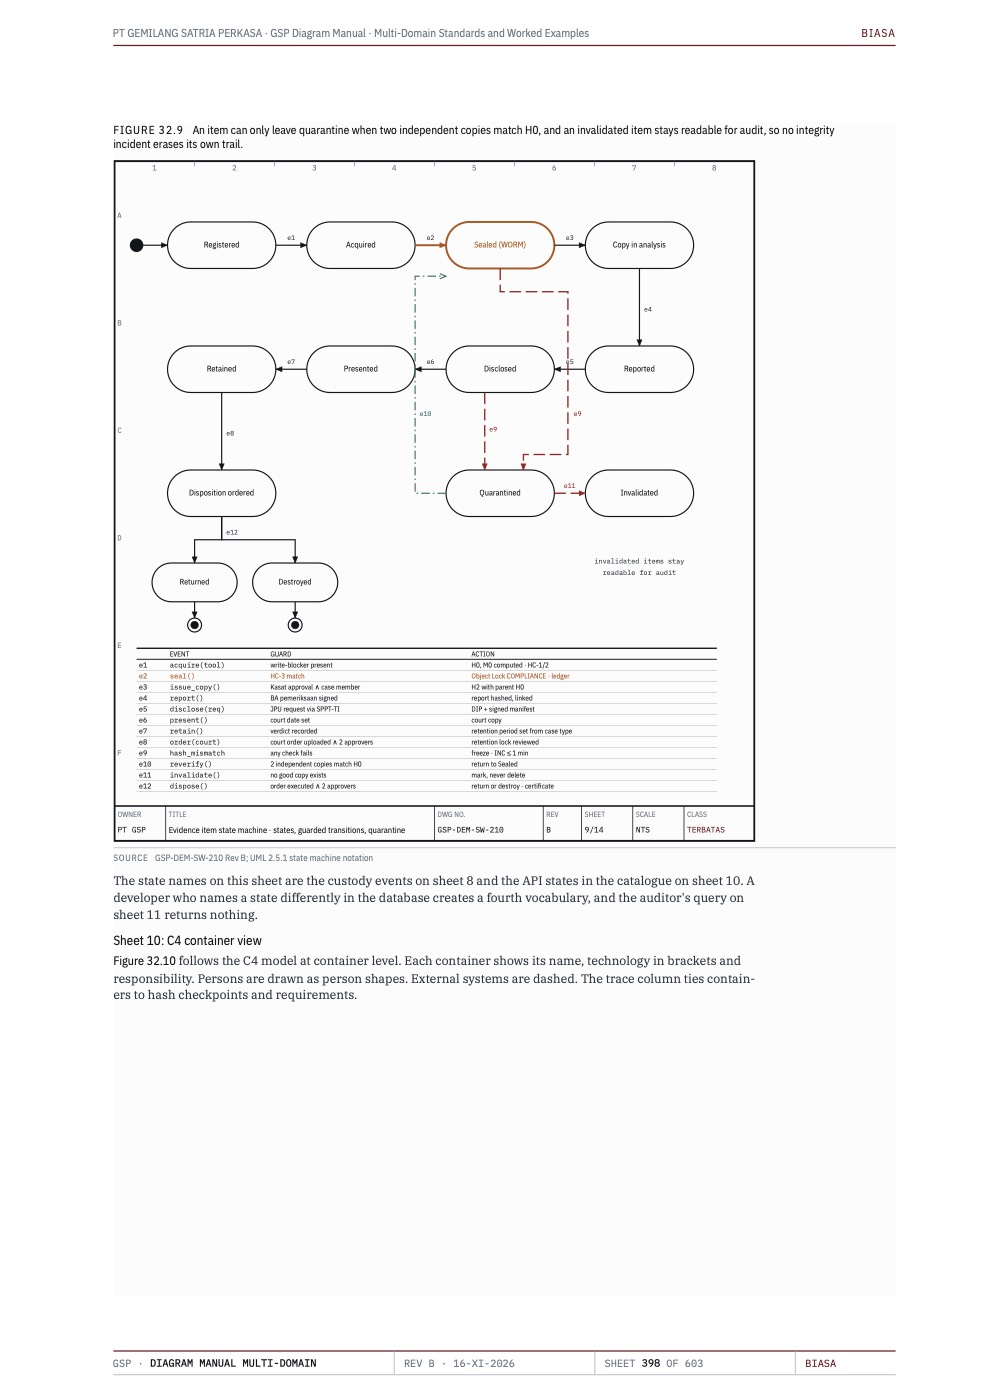 PT GEMILANG SATRIA PERKASA · GSP Diagram Manual · Multi-Domain Standards and Worked Examples BIASA
FIGURE 32.9 An item can only leave quarantine when two independent copies match H0, and an invalidated item stays readable for audit, so no integrity
incident erases its own trail.
1 2 3 4 5 6 7 8
A
Registered e1 Acquired e2 Sealed (WORM) e3 Copy in analysis
e4
B
Retained e7 Presented e6 Disclosed e5 Reported
e10 e9
C
e8 e9
Disposition ordered Quarantined e11 Invalidated
e12
D
invalidated items stay
readable for audit
Returned Destroyed
E
EVENT GUARD ACTION
e1 acquire(tool) write-blocker present H0, M0 computed · HC-1/2
e2 seal() HC-3 match Object Lock COMPLIANCE · ledger
e3 issue_copy() Kasat approval ∧ case member H2 with parent H0
e4 report() BA pemeriksaan signed report hashed, linked
e5 disclose(req) JPU request via SPPT-TI DIP + signed manifest
e6 present() court date set court copy
e7 retain() verdict recorded retention period set from case type
e8 order(court) court order uploaded ∧ 2 approvers retention lock reviewed
F
e9 hash_mismatch any check fails freeze · INC ≤ 1 min
e10 reverify() 2 independent copies match H0 return to Sealed
e11 invalidate() no good copy exists mark, never delete
e12 dispose() order executed ∧ 2 approvers return or destroy · certificate
OWNER TITLE DWG NO. REV SHEET SCALE CLASS
PT GSP Evidence item state machine · states, guarded transitions, quarantine GSP-DEM-SW-210 B 9/14 NTS TERBATAS
SOURCE GSP-DEM-SW-210 Rev B; UML 2.5.1 state machine notation
The state names on this sheet are the custody events on sheet 8 and the API states in the catalogue on sheet 10. A
developer who names a state differently in the database creates a fourth vocabulary, and the auditor's query on
sheet 11 returns nothing.
Sheet 10: C4 container view
Figure 32.10 follows the C4 model at container level. Each container shows its name, technology in brackets and
responsibility. Persons are drawn as person shapes. External systems are dashed. The trace column ties contain-
ers to hash checkpoints and requirements.
GSP · DIAGRAM MANUAL MULTI-DOMAIN REV B · 16-XI-2026 SHEET 398 OF 603 BIASA